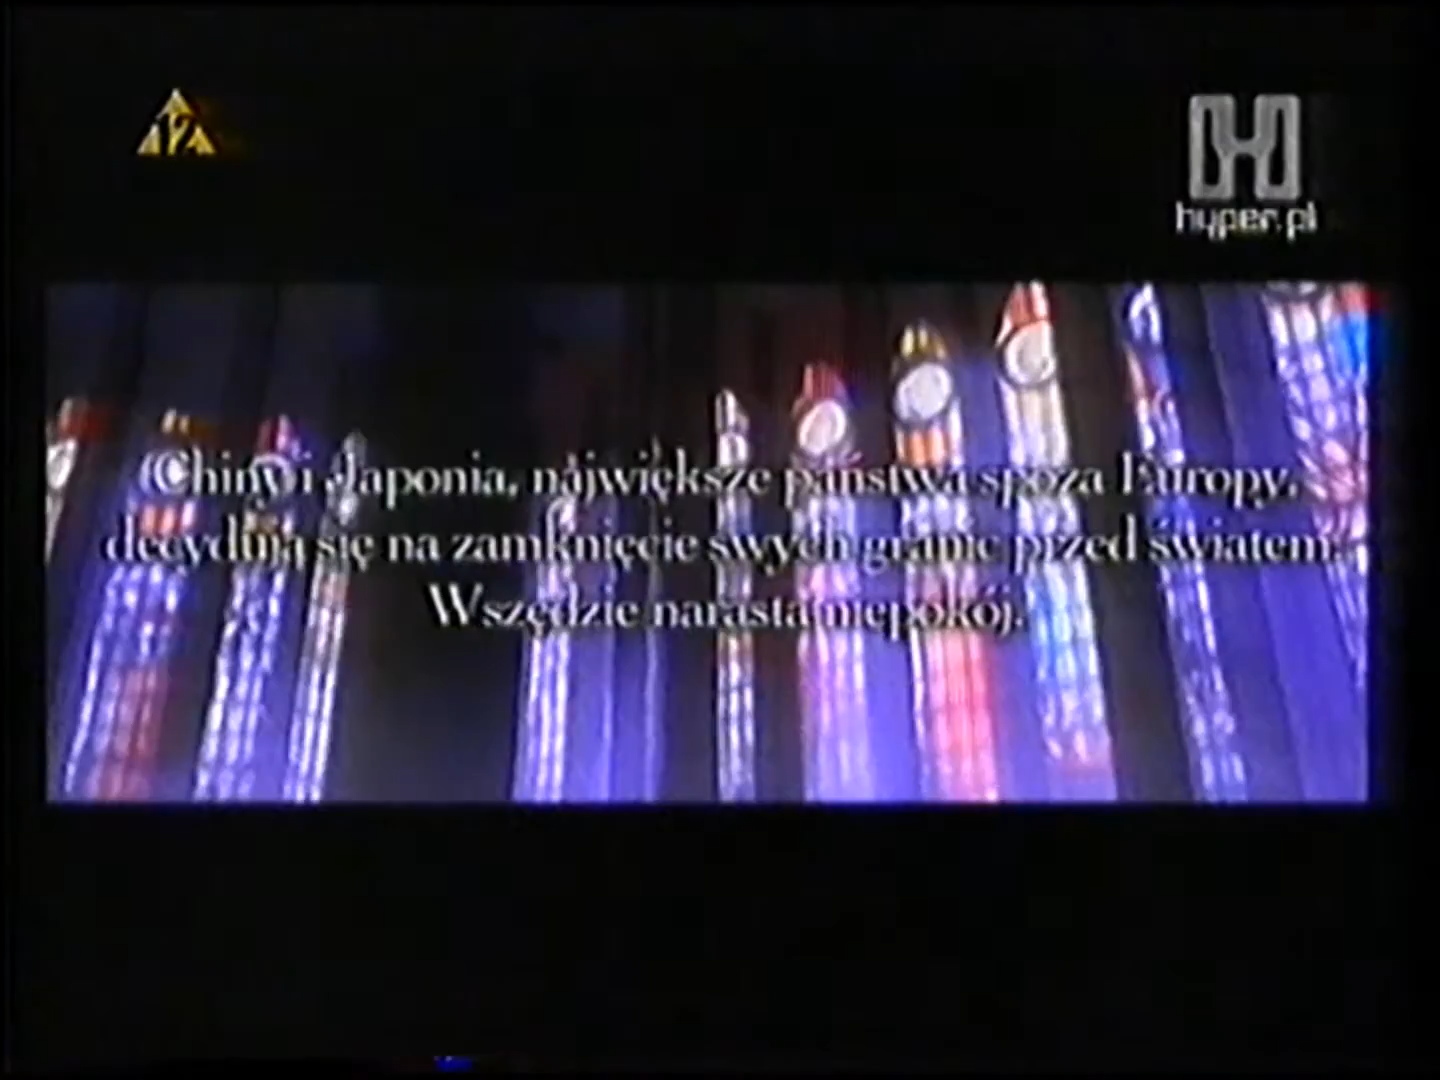 12
hyper.pl
Chiny i Japonia, największe państwa spoza Europy,
decydują się na zamknięcie swych granic przed światem.
Wszędzie narasta niepokój.